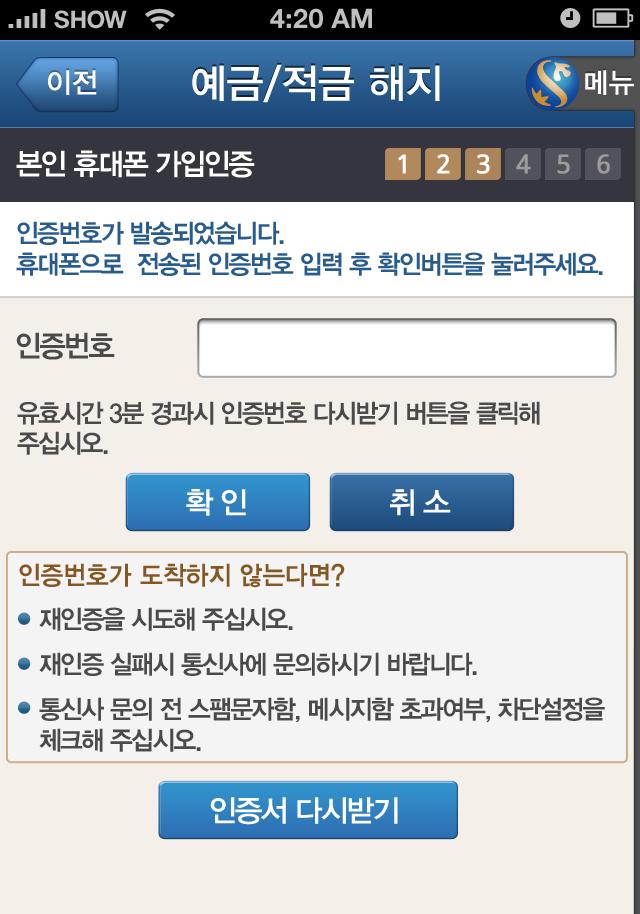 SHOW 4:20 AM
이전 예금/적금 해지 메뉴
본인 휴대폰 가입인증 1 2 3 4 5 6
인증번호가 발송되었습니다.
휴대폰으로 전송된 인증번호 입력 후 확인버튼을 눌러주세요.
인증번호
유효시간 3분 경과시 인증번호 다시받기 버튼을 클릭해
주십시오.
확 인 취 소
인증번호가 도착하지 않는다면?
재인증을 시도해 주십시오.
재인증 실패시 통신사에 문의하시기 바랍니다.
통신사 문의 전 스팸문자함, 메시지함 초과여부, 차단설정을
체크해 주십시오.
인증서 다시받기